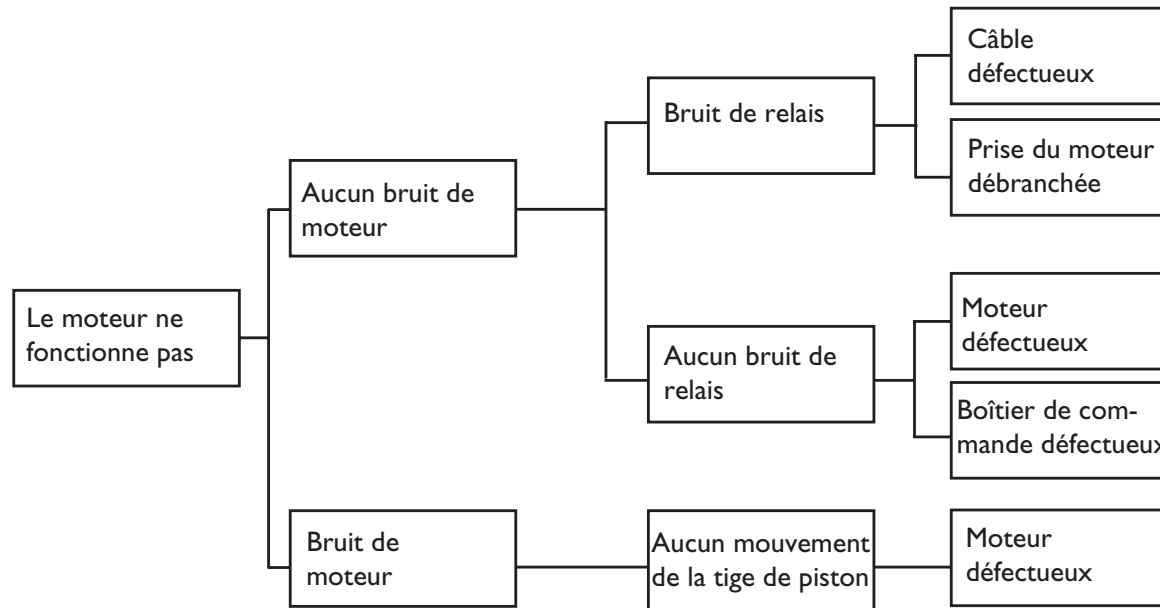 Le moteur ne
fonctionne pas
Aucun bruit de
moteur
Bruit de relais
Câble
défectueux
Prise du moteur
débranchée
Aucun bruit de
relais
Moteur
défectueux
Boîtier de com-
mande défectueux
Bruit de
moteur
Aucun mouvement
de la tige de piston
Moteur
défectueux